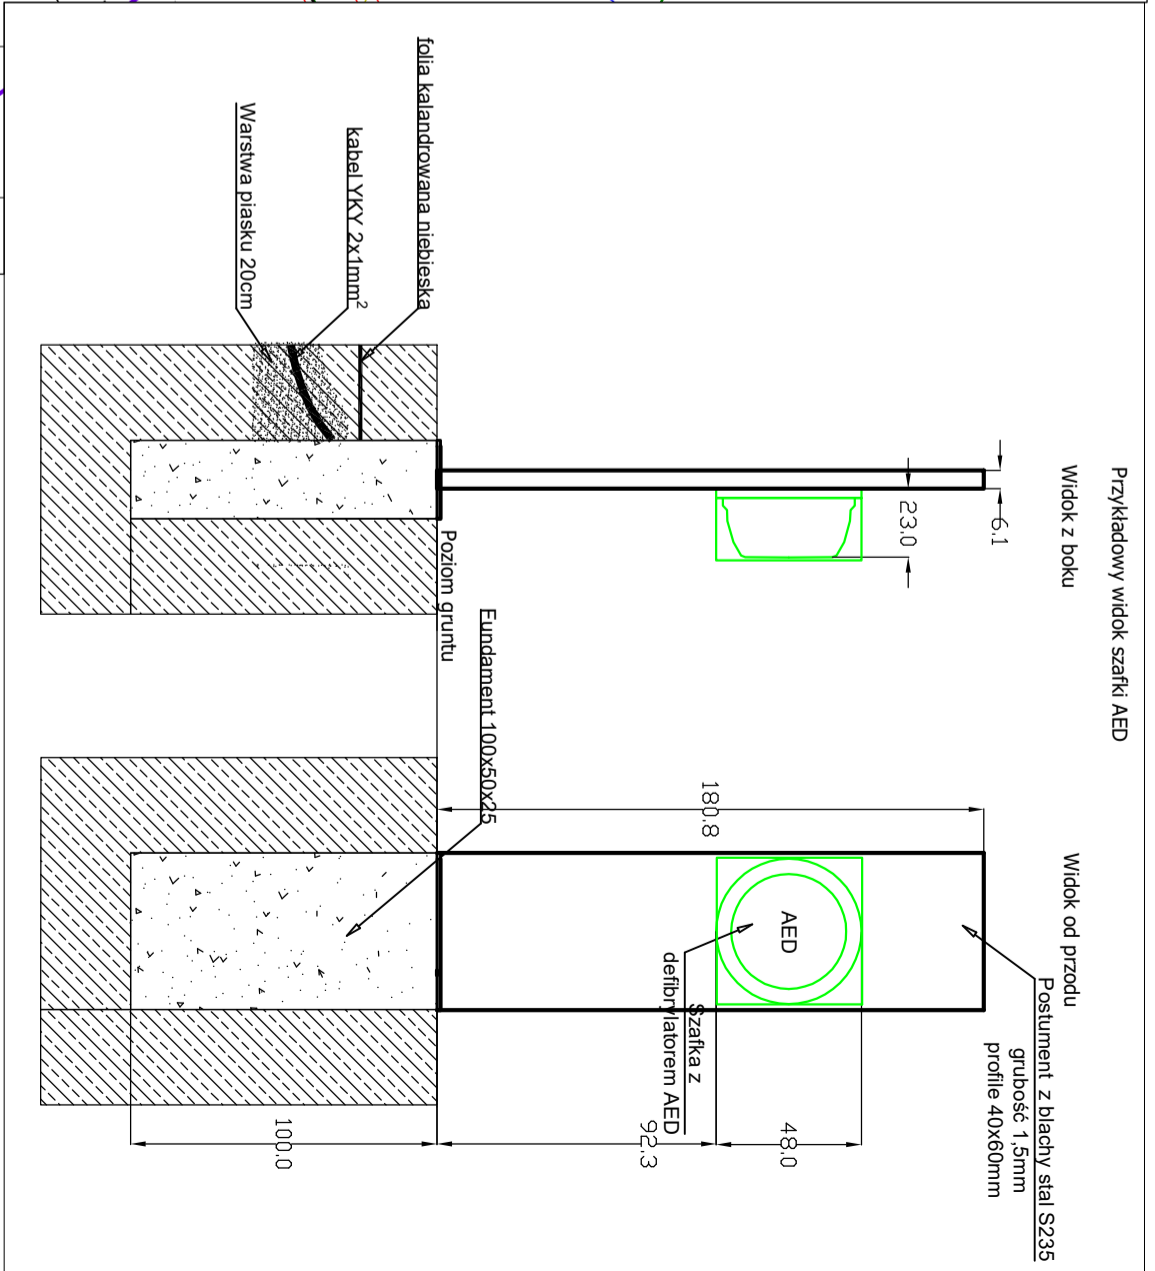 Przykładowy widok szafki AED
Widok z boku
Widok od przodu
6.1
23.0
Postument z blachy stal S235
grubość 1,5mm
profile 40x60mm
AED
48.0
180.8
Szafka z
defibrylatorem AED
92.3
Fundament 100x50x25
Poziom gruntu
folia kalandrowana niebieska
kabel YKY 2x1mm²
Warstwa piasku 20cm
100.0